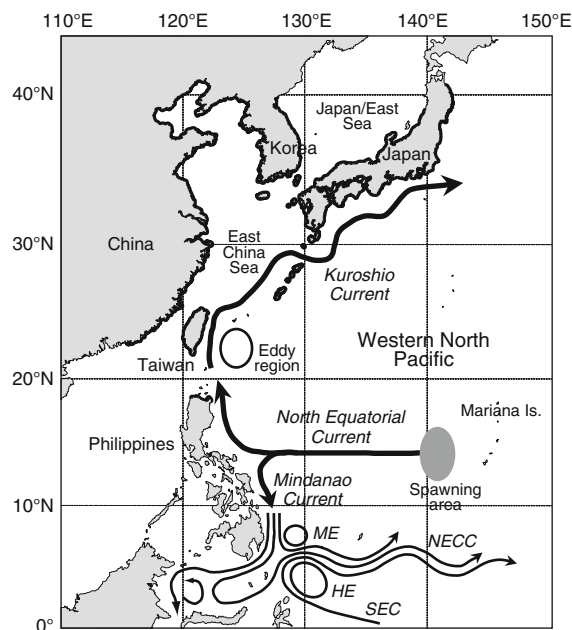 110°E 120°E 130°E 140°E 150°E
40°N
Japan/East
Sea
Korea
Japan
30°N
China
East
China
Sea
Kuroshio
Current
Western North
Pacific
Taiwan
Eddy
region
20°N
Mariana Is.
North Equatorial
Current
Philippines
Mindanao
Current
Spawning
area
10°N
ME
NECC
HE
SEC
0°